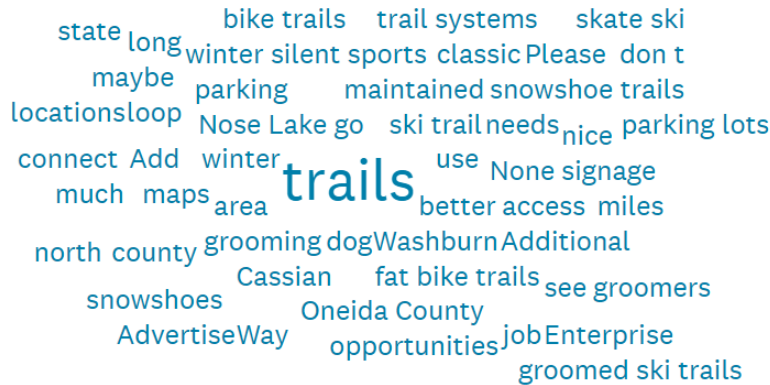 bike trails trail systems skate ski
state long winter silent sports classic Please don t
maybe parking maintained snowshoe trails
locations loop Nose Lake go ski trail needs nice parking lots
connect Add winter trails use None signage
much maps area better access miles
north county grooming dog Washburn Additional
Cassian fat bike trails see groomers
snowshoes Oneida County
Advertise Way opportunities job Enterprise
groomed ski trails